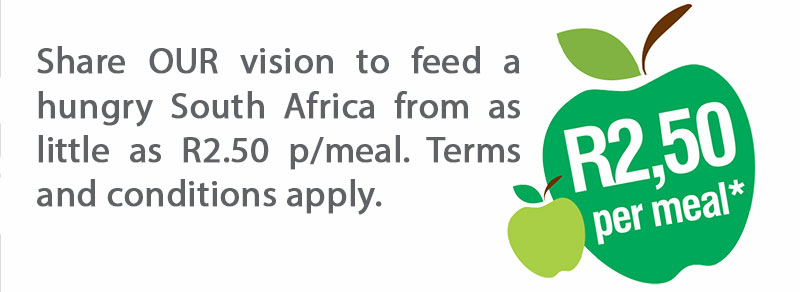 Share OUR vision to feed a
hungry South Africa from as
little as R2.50 p/meal. Terms
and conditions apply.
R2,50
per meal*